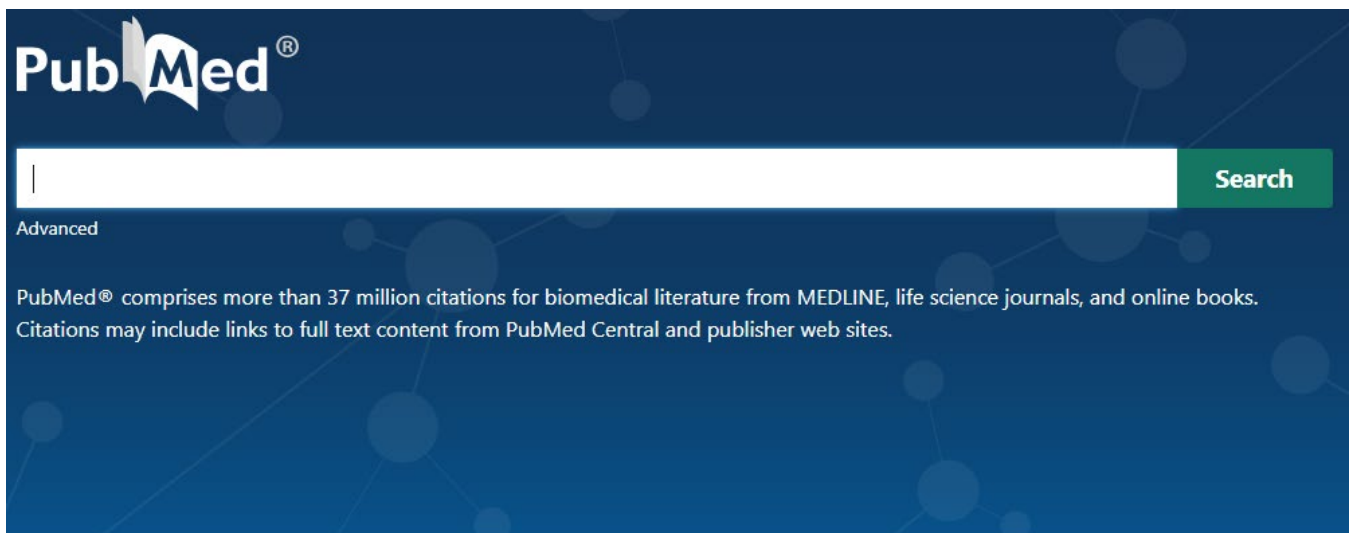 PubMed®
Search
Advanced
PubMed® comprises more than 37 million citations for biomedical literature from MEDLINE, life science journals, and online books.
Citations may include links to full text content from PubMed Central and publisher web sites.